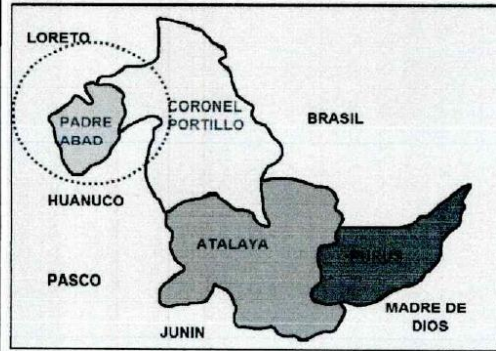 LORETO
CORONEL
PORTILLO
BRASIL
PADRE
ABAD
HUANUCO
ATALAYA
PASCO
MADRE DE
DIOS
JUNIN